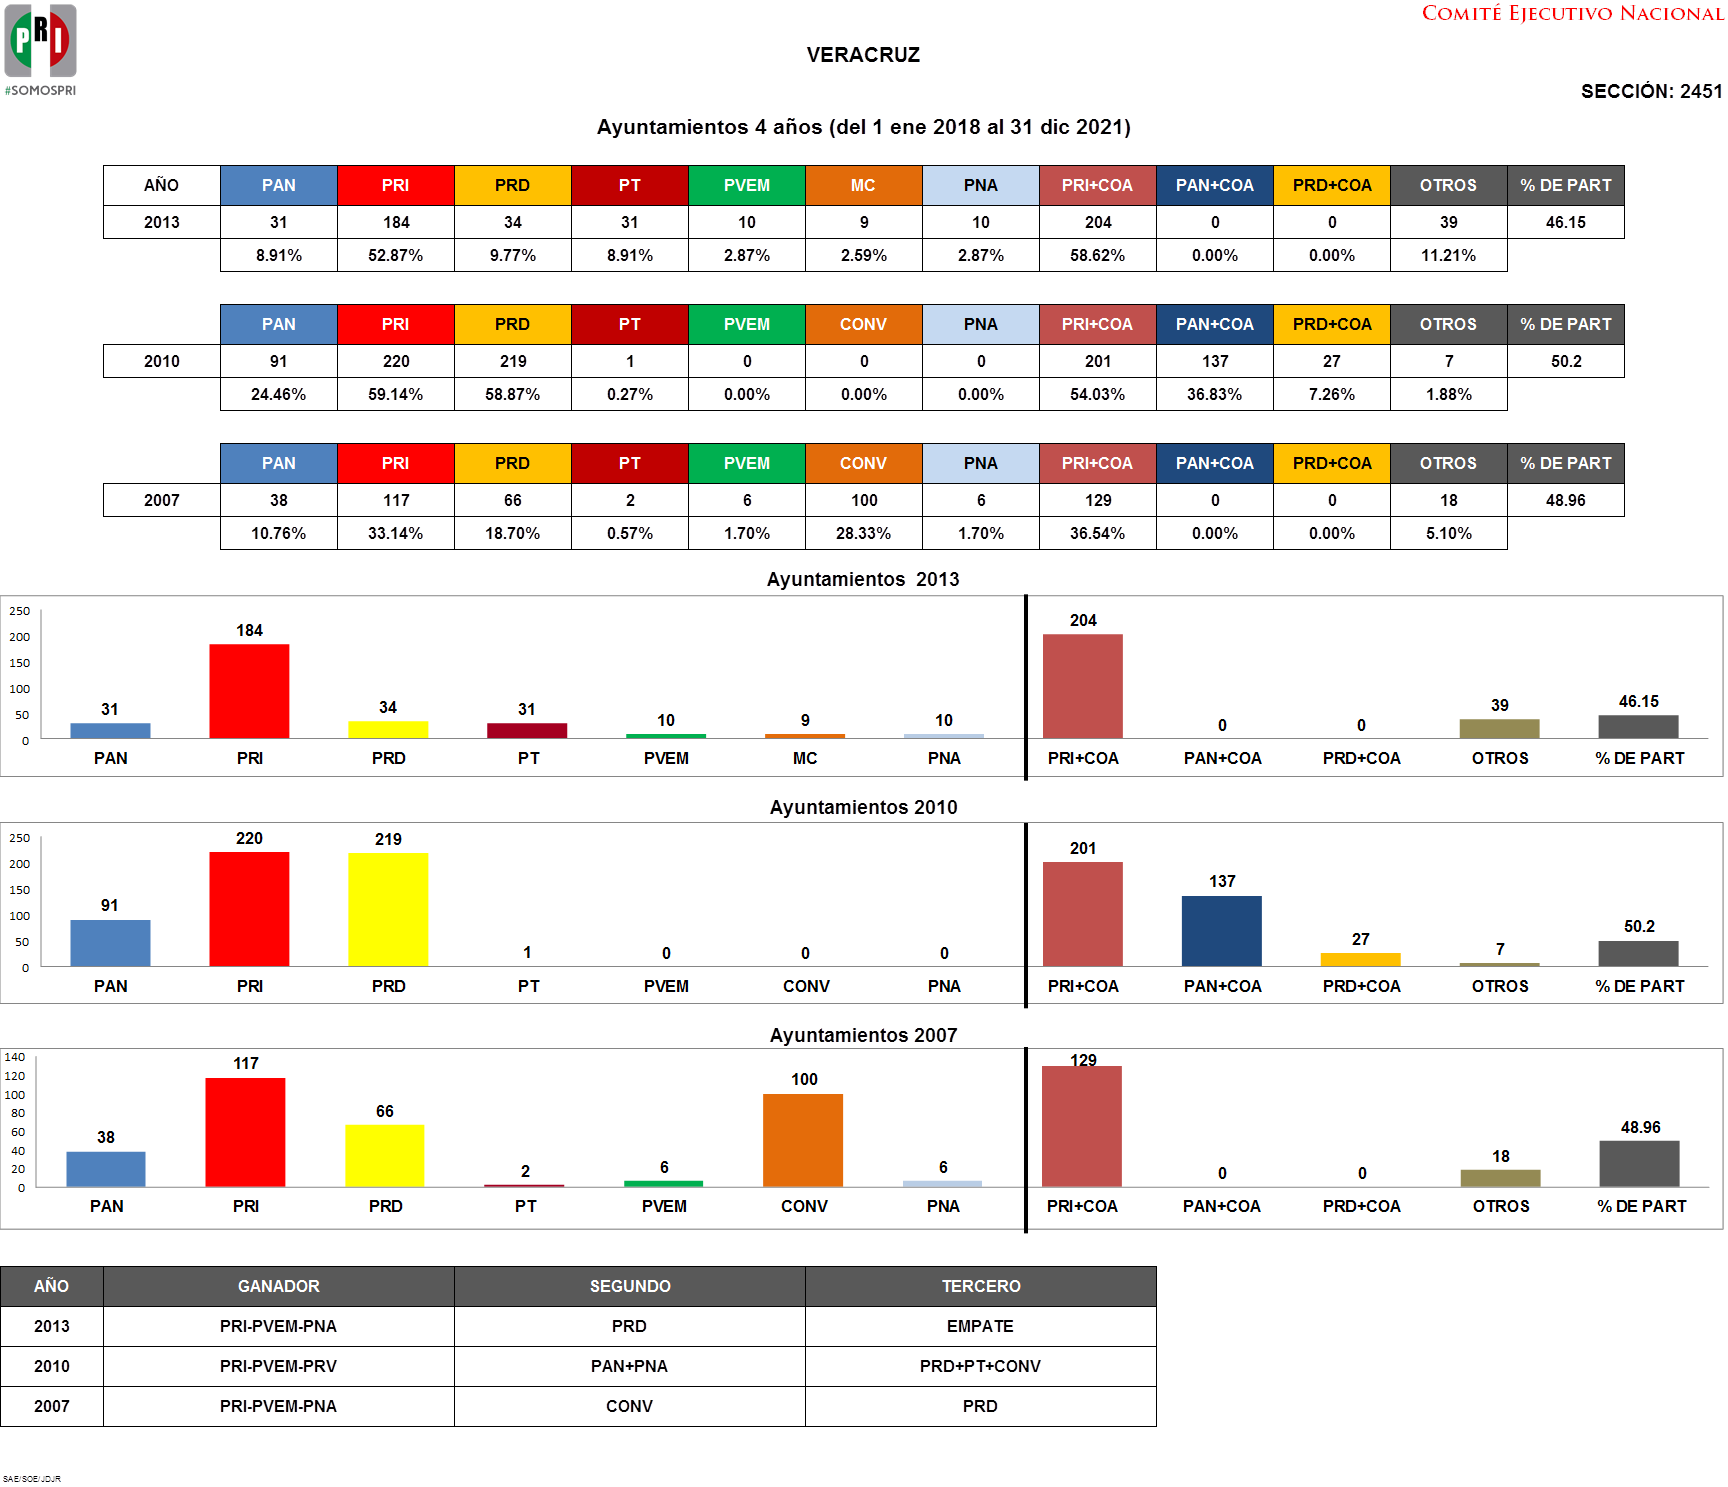 COMITÉ EJECUTIVO NACIONAL
PRI
#SOMOSPRI
VERACRUZ
SECCIÓN: 2451
Ayuntamientos 4 años (del 1 ene 2018 al 31 dic 2021)
AÑO PAN PRI PRD PT PVEM MC PNA PRI+COA PAN+COA PRD+COA OTROS % DE PART
2013 31 184 34 31 10 9 10 204 0 0 39 46.15
8.91% 52.87% 9.77% 8.91% 2.87% 2.59% 2.87% 58.62% 0.00% 0.00% 11.21%
PAN PRI PRD PT PVEM CONV PNA PRI+COA PAN+COA PRD+COA OTROS % DE PART
2010 91 220 219 1 0 0 0 201 137 27 7 50.2
24.46% 59.14% 58.87% 0.27% 0.00% 0.00% 0.00% 54.03% 36.83% 7.26% 1.88%
PAN PRI PRD PT PVEM CONV PNA PRI+COA PAN+COA PRD+COA OTROS % DE PART
2007 38 117 66 2 6 100 6 129 0 0 18 48.96
10.76% 33.14% 18.70% 0.57% 1.70% 28.33% 1.70% 36.54% 0.00% 0.00% 5.10%
Ayuntamientos 2013
250
200
150
100
50
0
31 184 34 31 10 9 10 204 0 0 39 46.15
PAN PRI PRD PT PVEM MC PNA PRI+COA PAN+COA PRD+COA OTROS % DE PART
Ayuntamientos 2010
250
200
150
100
50
0
91 220 219 1 0 0 0 201 137 27 7 50.2
PAN PRI PRD PT PVEM CONV PNA PRI+COA PAN+COA PRD+COA OTROS % DE PART
Ayuntamientos 2007
140
120
100
80
60
40
20
0
38 117 66 2 6 100 6 129 0 0 18 48.96
PAN PRI PRD PT PVEM CONV PNA PRI+COA PAN+COA PRD+COA OTROS % DE PART
AÑO GANADOR SEGUNDO TERCERO
2013 PRI-PVEM-PNA PRD EMPATE
2010 PRI-PVEM-PRV PAN+PNA PRD+PT+CONV
2007 PRI-PVEM-PNA CONV PRD
SAE/SOE/JDJR